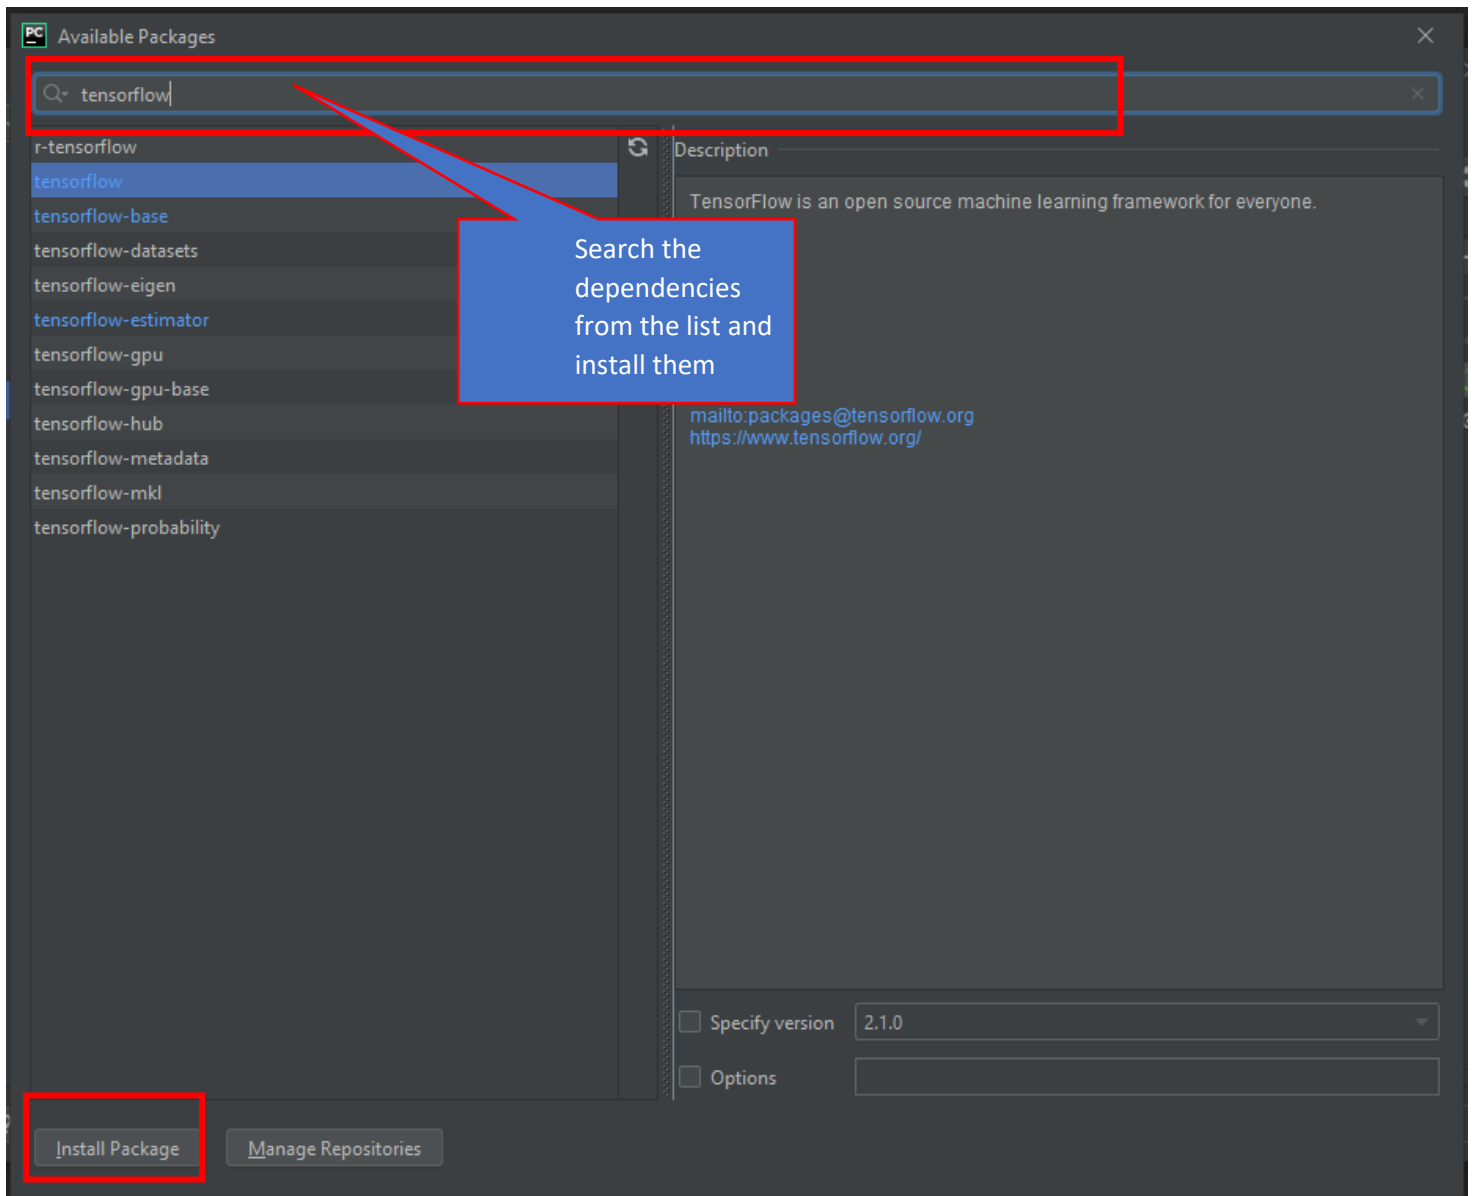 PC Available Packages
tensorflow
r-tensorflow
tensorflow
tensorflow-base
tensorflow-datasets
tensorflow-eigen
tensorflow-estimator
tensorflow-gpu
tensorflow-gpu-base
tensorflow-hub
tensorflow-metadata
tensorflow-mkl
tensorflow-probability
Search the
dependencies
from the list and
install them
Description
TensorFlow is an open source machine learning framework for everyone.
mailto:packages@tensorflow.org
https://www.tensorflow.org/
Specify version 2.1.0
Options
Install Package Manage Repositories